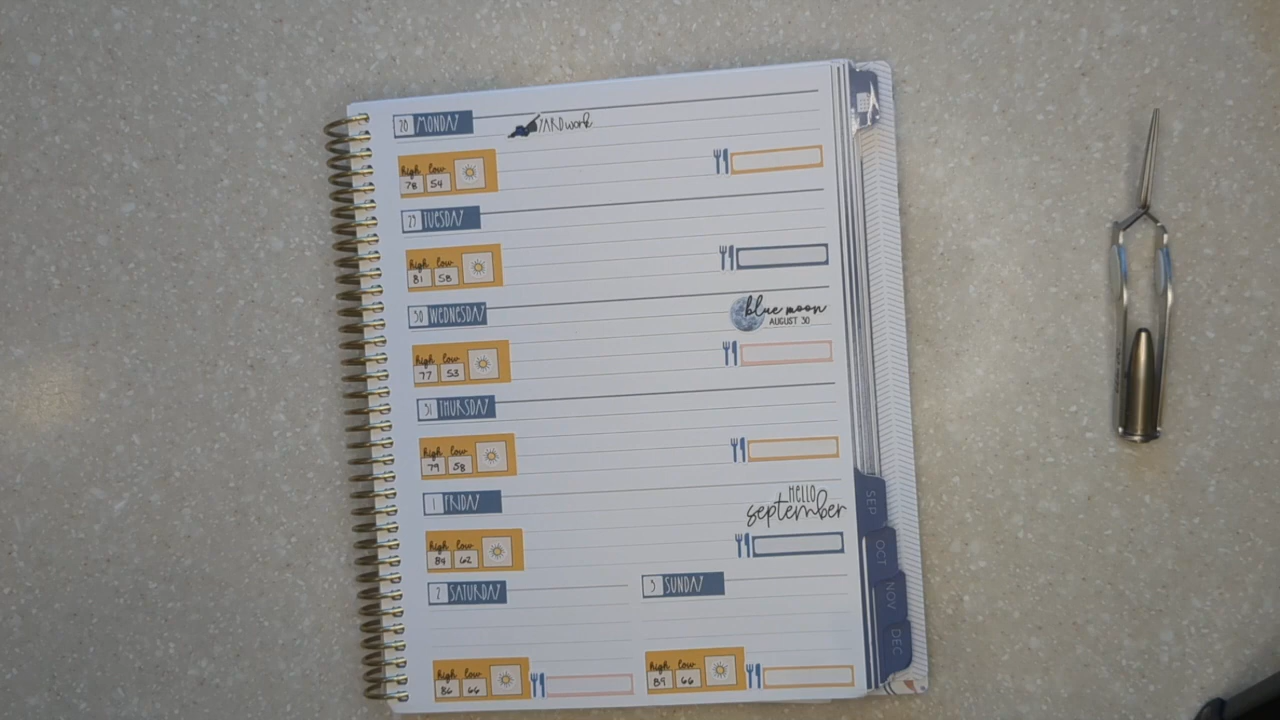 28 MONDAY
YARD work
high low
78 54
29 TUESDAY
high low
81 58
30 WEDNESDAY
blue moon
AUGUST 30
high low
77 53
31 THURSDAY
high low
79 58
1 FRIDAY
HELLO
september
high low
84 62
2 SATURDAY
high low
86 66
3 SUNDAY
high low
89 66
SEP
OCT
NOV
DEC